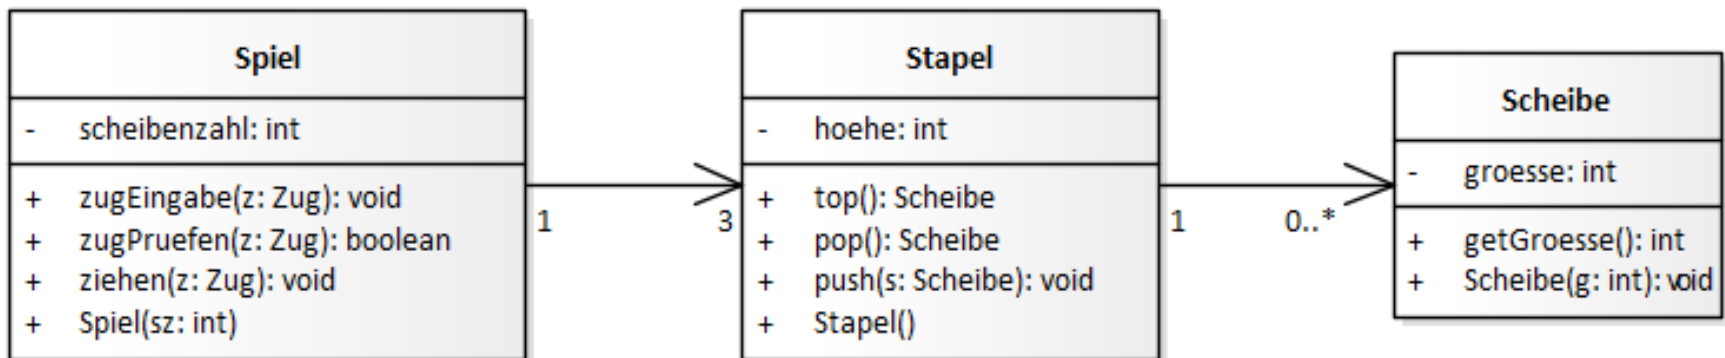 Spiel
- scheibenzahl: int
+ zugEingabe(z: Zug): void
+ zugPruefen(z: Zug): boolean
+ ziehen(z: Zug): void
+ Spiel(sz: int)
1
3
Stapel
- hoehe: int
+ top(): Scheibe
+ pop(): Scheibe
+ push(s: Scheibe): void
+ Stapel()
1
0..*
Scheibe
- groesse: int
+ getGroesse(): int
+ Scheibe(g: int): void